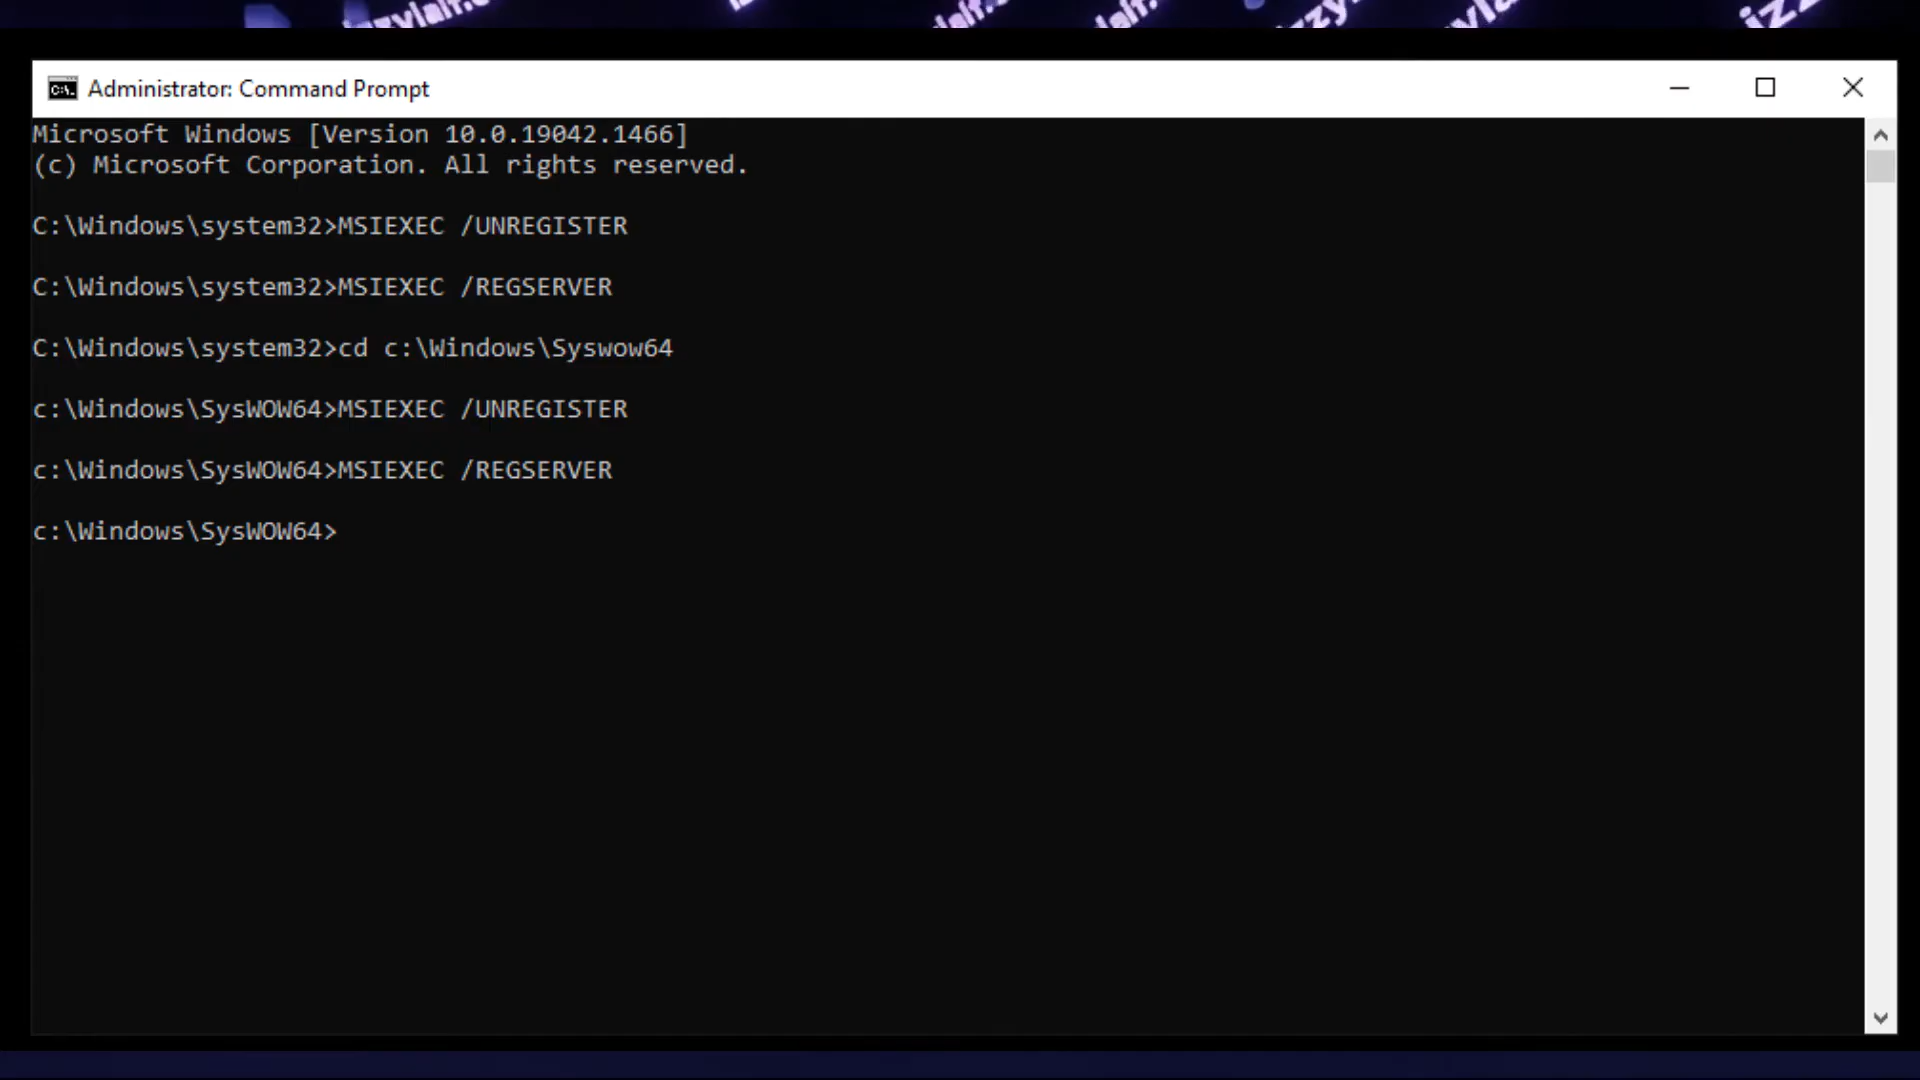 Administrator: Command Prompt
Microsoft Windows [Version 10.0.19042.1466]
(c) Microsoft Corporation. All rights reserved.
C:\Windows\system32>MSIEXEC /UNREGISTER
C:\Windows\system32>MSIEXEC /REGSERVER
C:\Windows\system32>cd c:\Windows\Syswow64
c:\Windows\SysWOW64>MSIEXEC /UNREGISTER
c:\Windows\SysWOW64>MSIEXEC /REGSERVER
c:\Windows\SysWOW64>